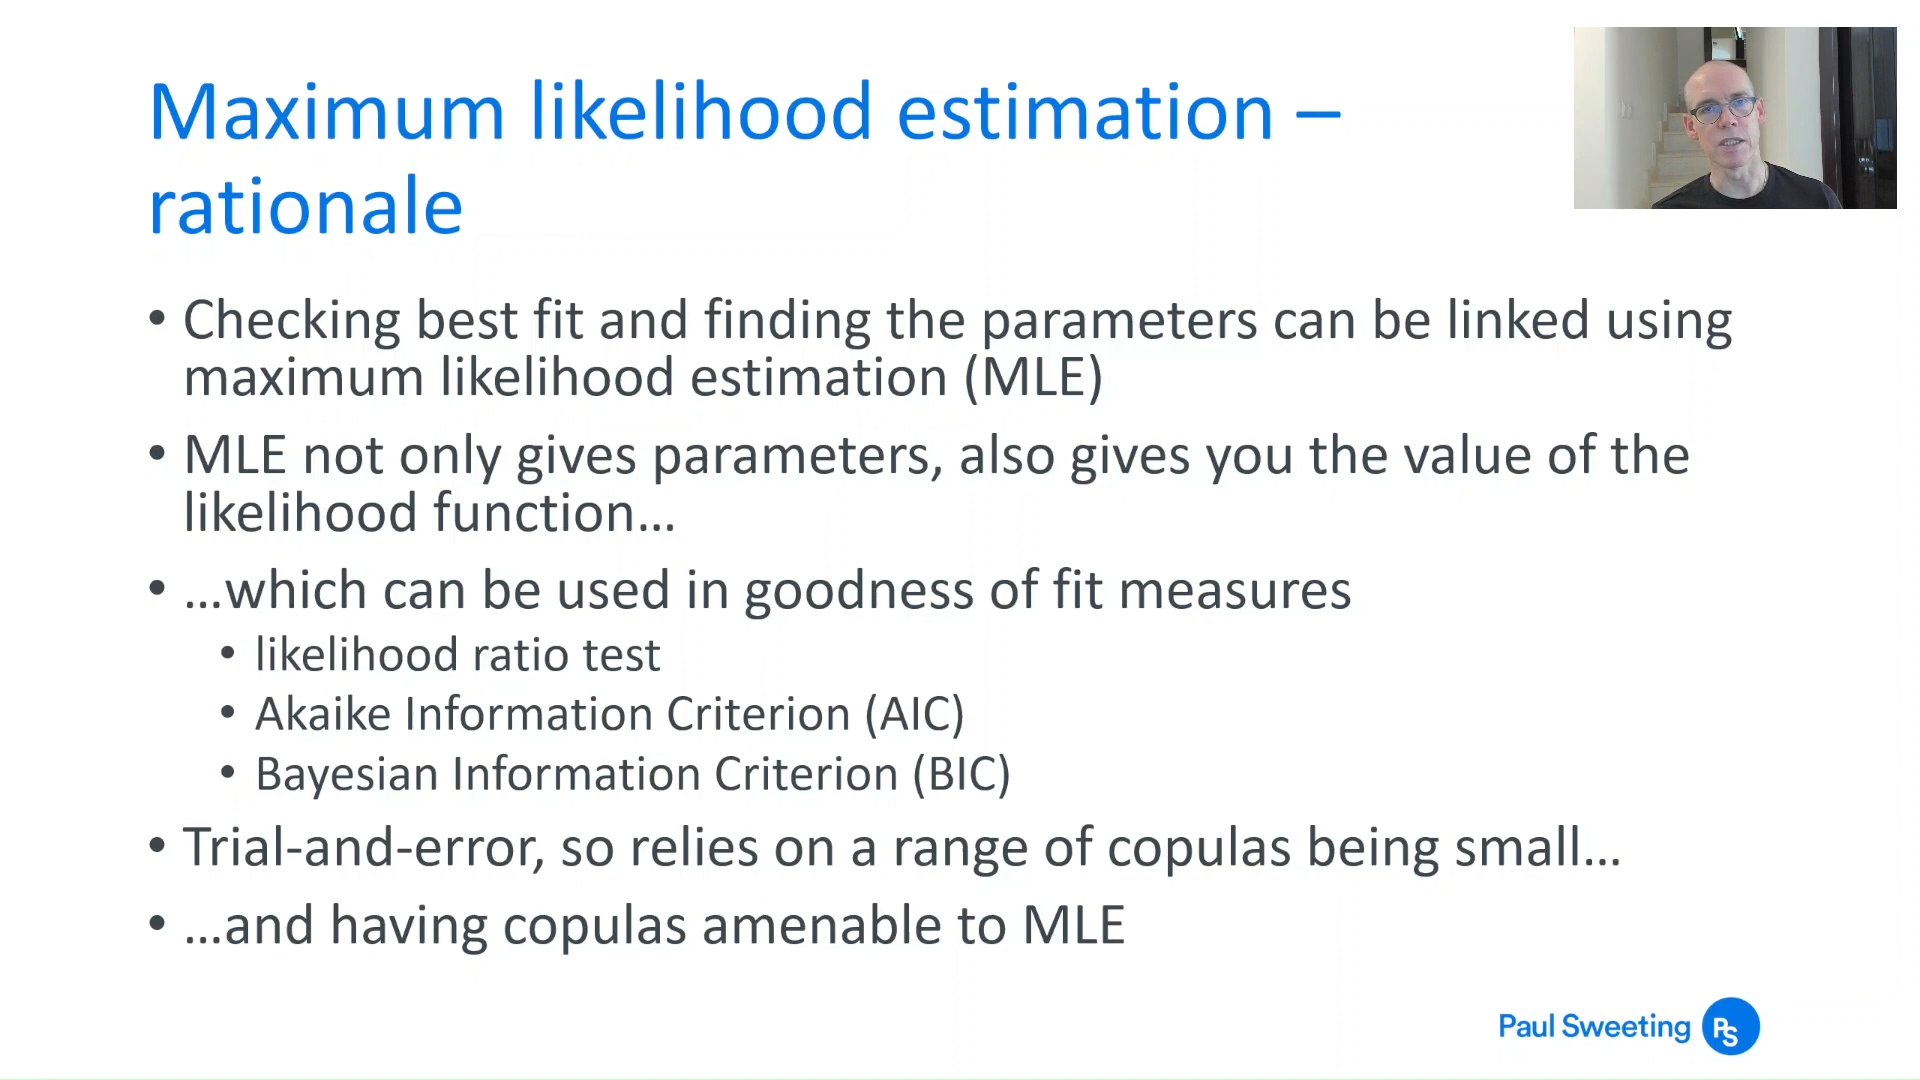 Maximum likelihood estimation –
rationale
• Checking best fit and finding the parameters can be linked using
maximum likelihood estimation (MLE)
• MLE not only gives parameters, also gives you the value of the
likelihood function…
• …which can be used in goodness of fit measures
• likelihood ratio test
• Akaike Information Criterion (AIC)
• Bayesian Information Criterion (BIC)
• Trial-and-error, so relies on a range of copulas being small…
• …and having copulas amenable to MLE
Paul Sweeting PS